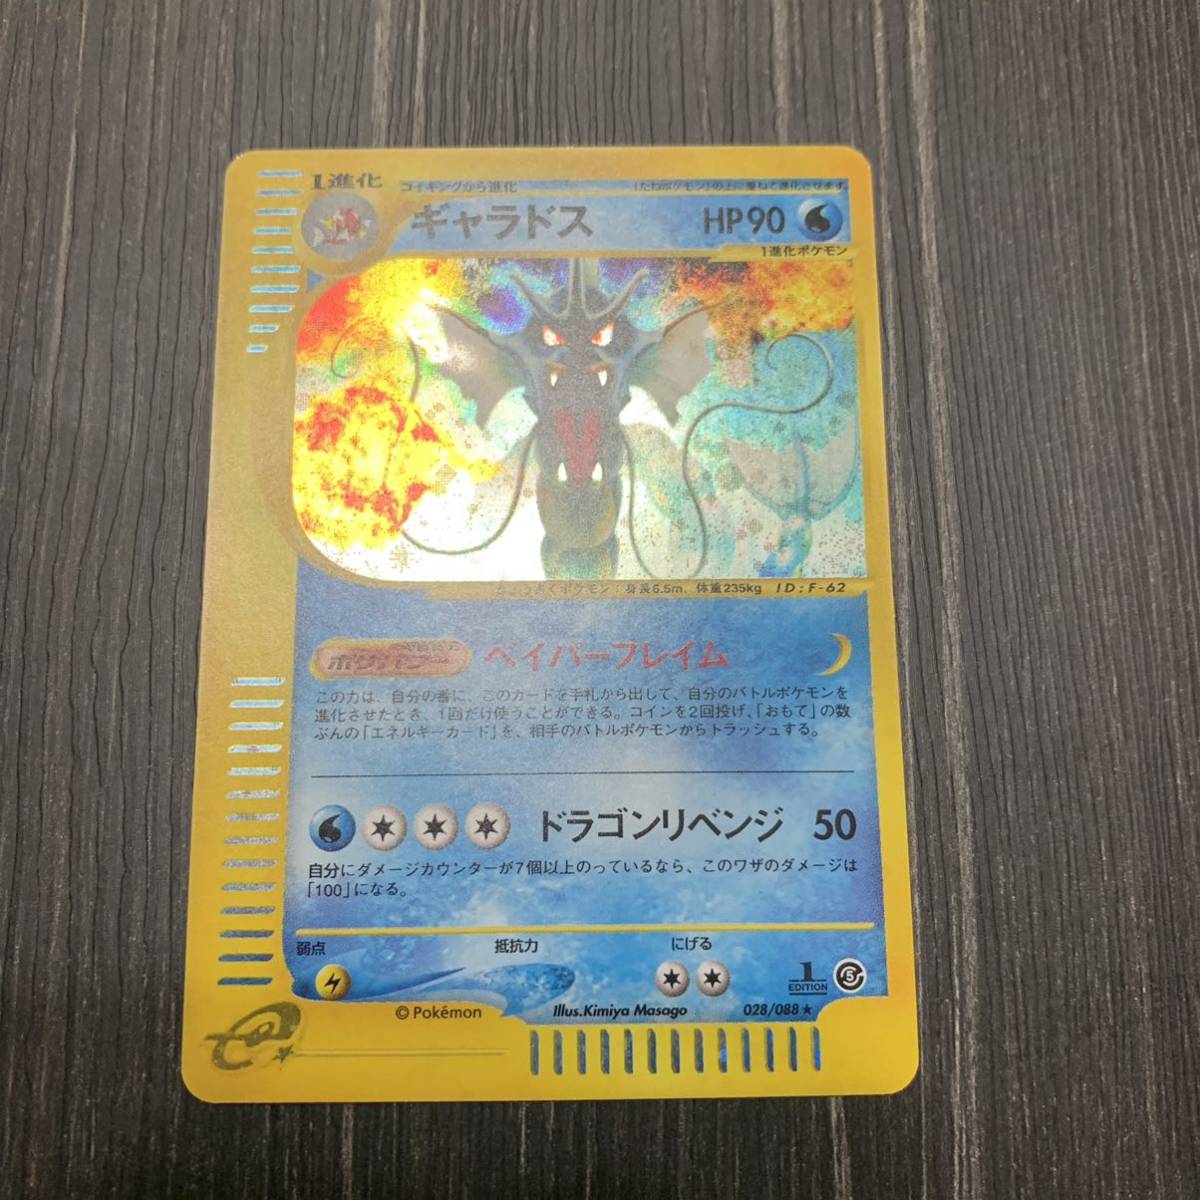 1進化 コイキングから進化 「たねポケモン」の上に重ねて進化させます。
ギャラドス HP90
1進化ポケモン
きょうあくポケモン：身長6.5m、体重235kg ID:F-62
ポケパワー ベイパーフレイム
この力は、自分の番に、このカードを手札から出して、自分のバトルポケモンを
進化させたとき、1回だけ使うことができる。コインを2回投げ、「おもて」の数
ぶんの「エネルギーカード」を、相手のバトルポケモンからトラッシュする。
ドラゴンリベンジ 50
自分にダメージカウンターが7個以上のっているなら、このワザのダメージは
「100」になる。
弱点 抵抗力 にげる
1
EDITION
5
©Pokémon Illus.Kimiya Masago 028/088★
e